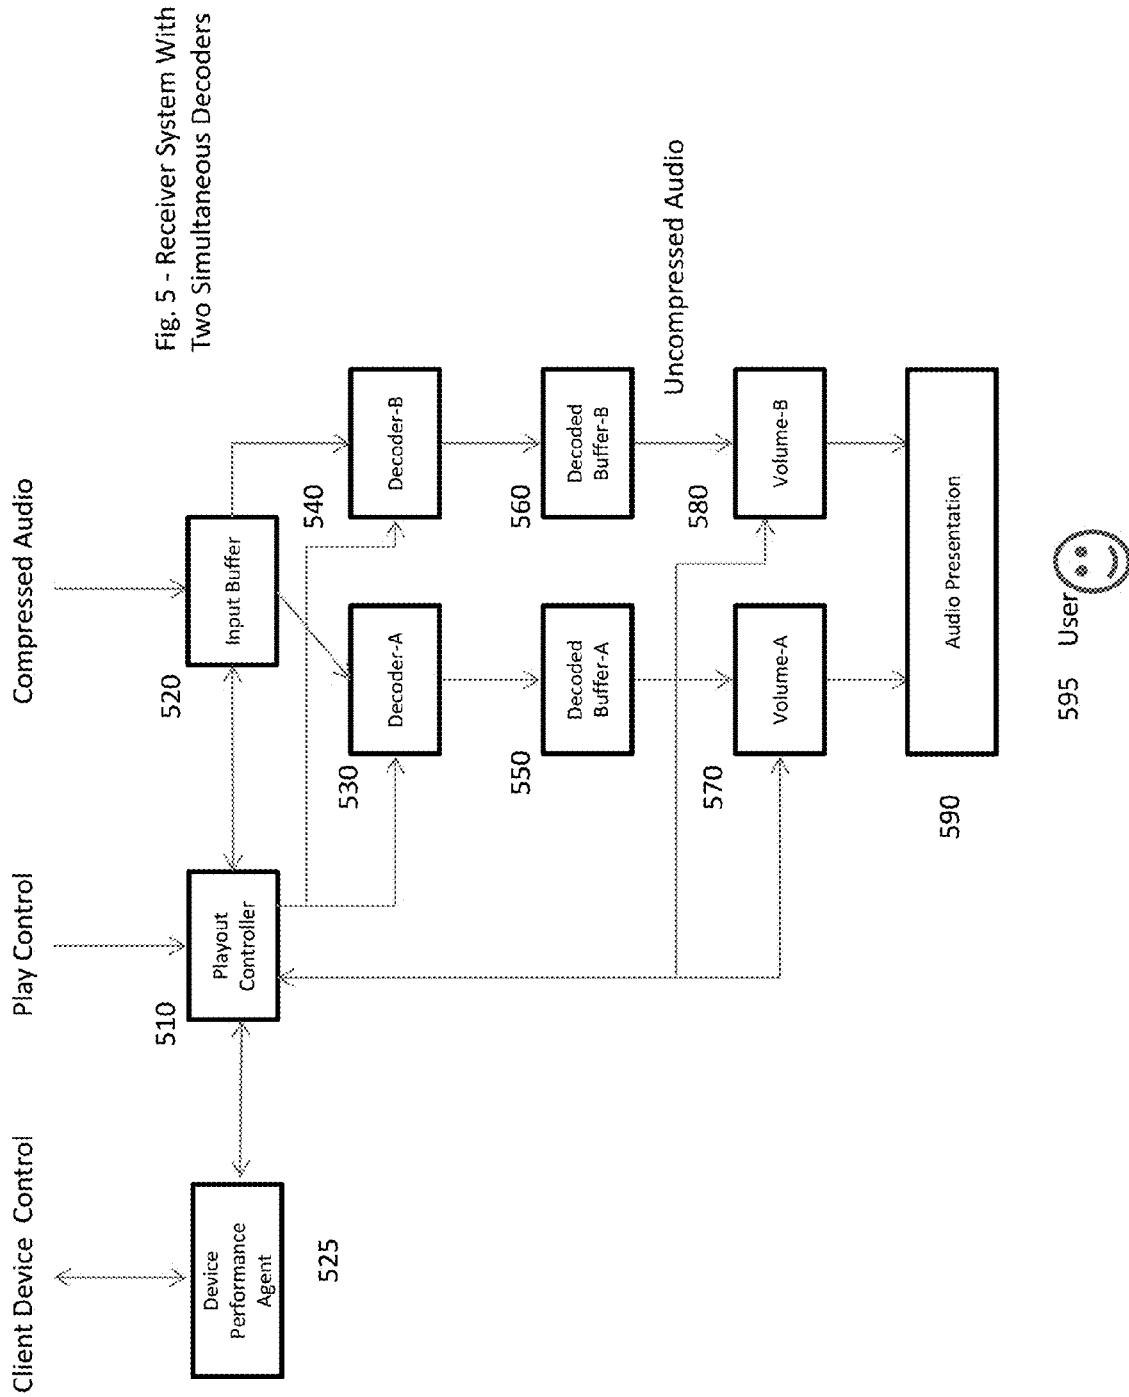 Fig. 5 - Receiver System With
Two Simultaneous Decoders
Client Device Control
Play Control
Compressed Audio
Device
Performance
Agent
525
510
Playout
Controller
520
Input Buffer
530
Decoder-A
540
Decoder-B
550
Decoded
Buffer-A
560
Decoded
Buffer-B
Uncompressed Audio
570
Volume-A
580
Volume-B
590
Audio Presentation
595 User